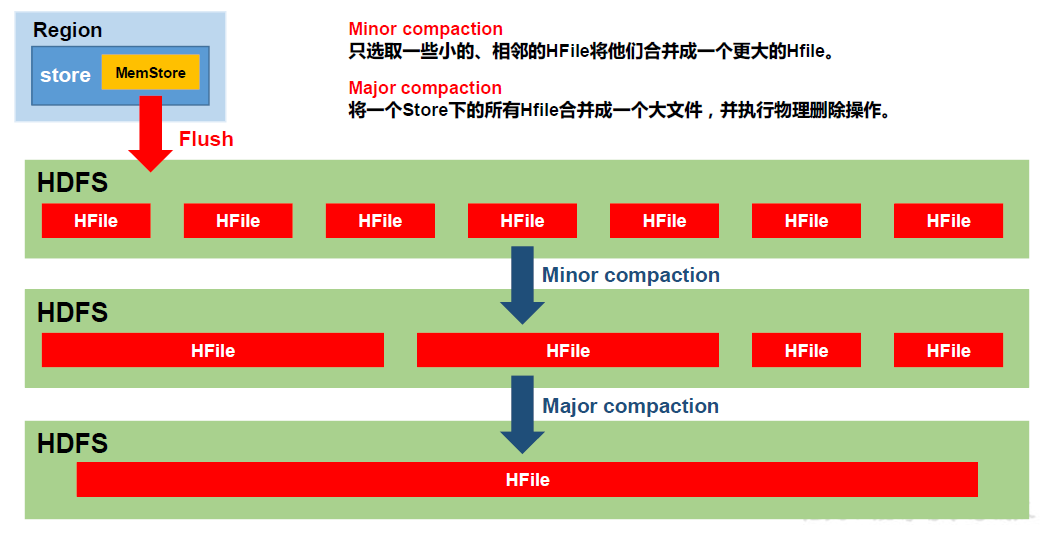 Region
store
MemStore
Flush
Minor compaction
只选取一些小的、相邻的HFile将他们合并成一个更大的Hfile。
Major compaction
将一个Store下的所有Hfile合并成一个大文件，并执行物理删除操作。
HDFS
HFile HFile HFile HFile HFile HFile HFile
Minor compaction
HDFS
HFile HFile HFile HFile
Major compaction
HDFS
HFile